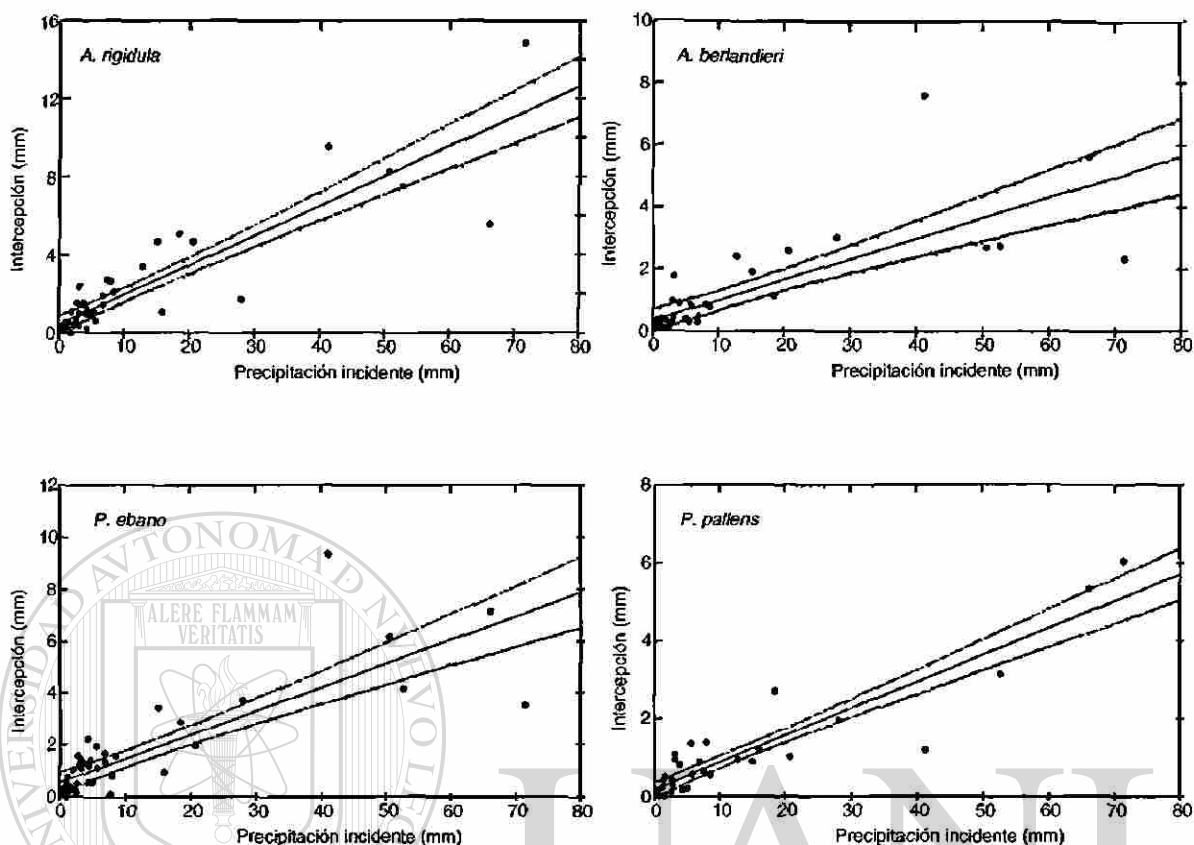 A. rigidula
Intercepción (mm)
16
12
8
4
0
0 10 20 30 40 50 60 70 80
Precipitación incidente (mm)
A. berlandieri
Intercepción (mm)
10
8
6
4
2
0
0 10 20 30 40 50 60 70 80
Precipitación incidente (mm)
P. ebano
Intercepción (mm)
12
10
8
6
4
2
0
0 10 20 30 40 50 60 70 80
Precipitación incidente (mm)
P. pallens
Intercepción (mm)
8
6
4
2
0
0 10 20 30 40 50 60 70 80
Precipitación incidente (mm)
ALERE FLAMMAM
VERITATIS